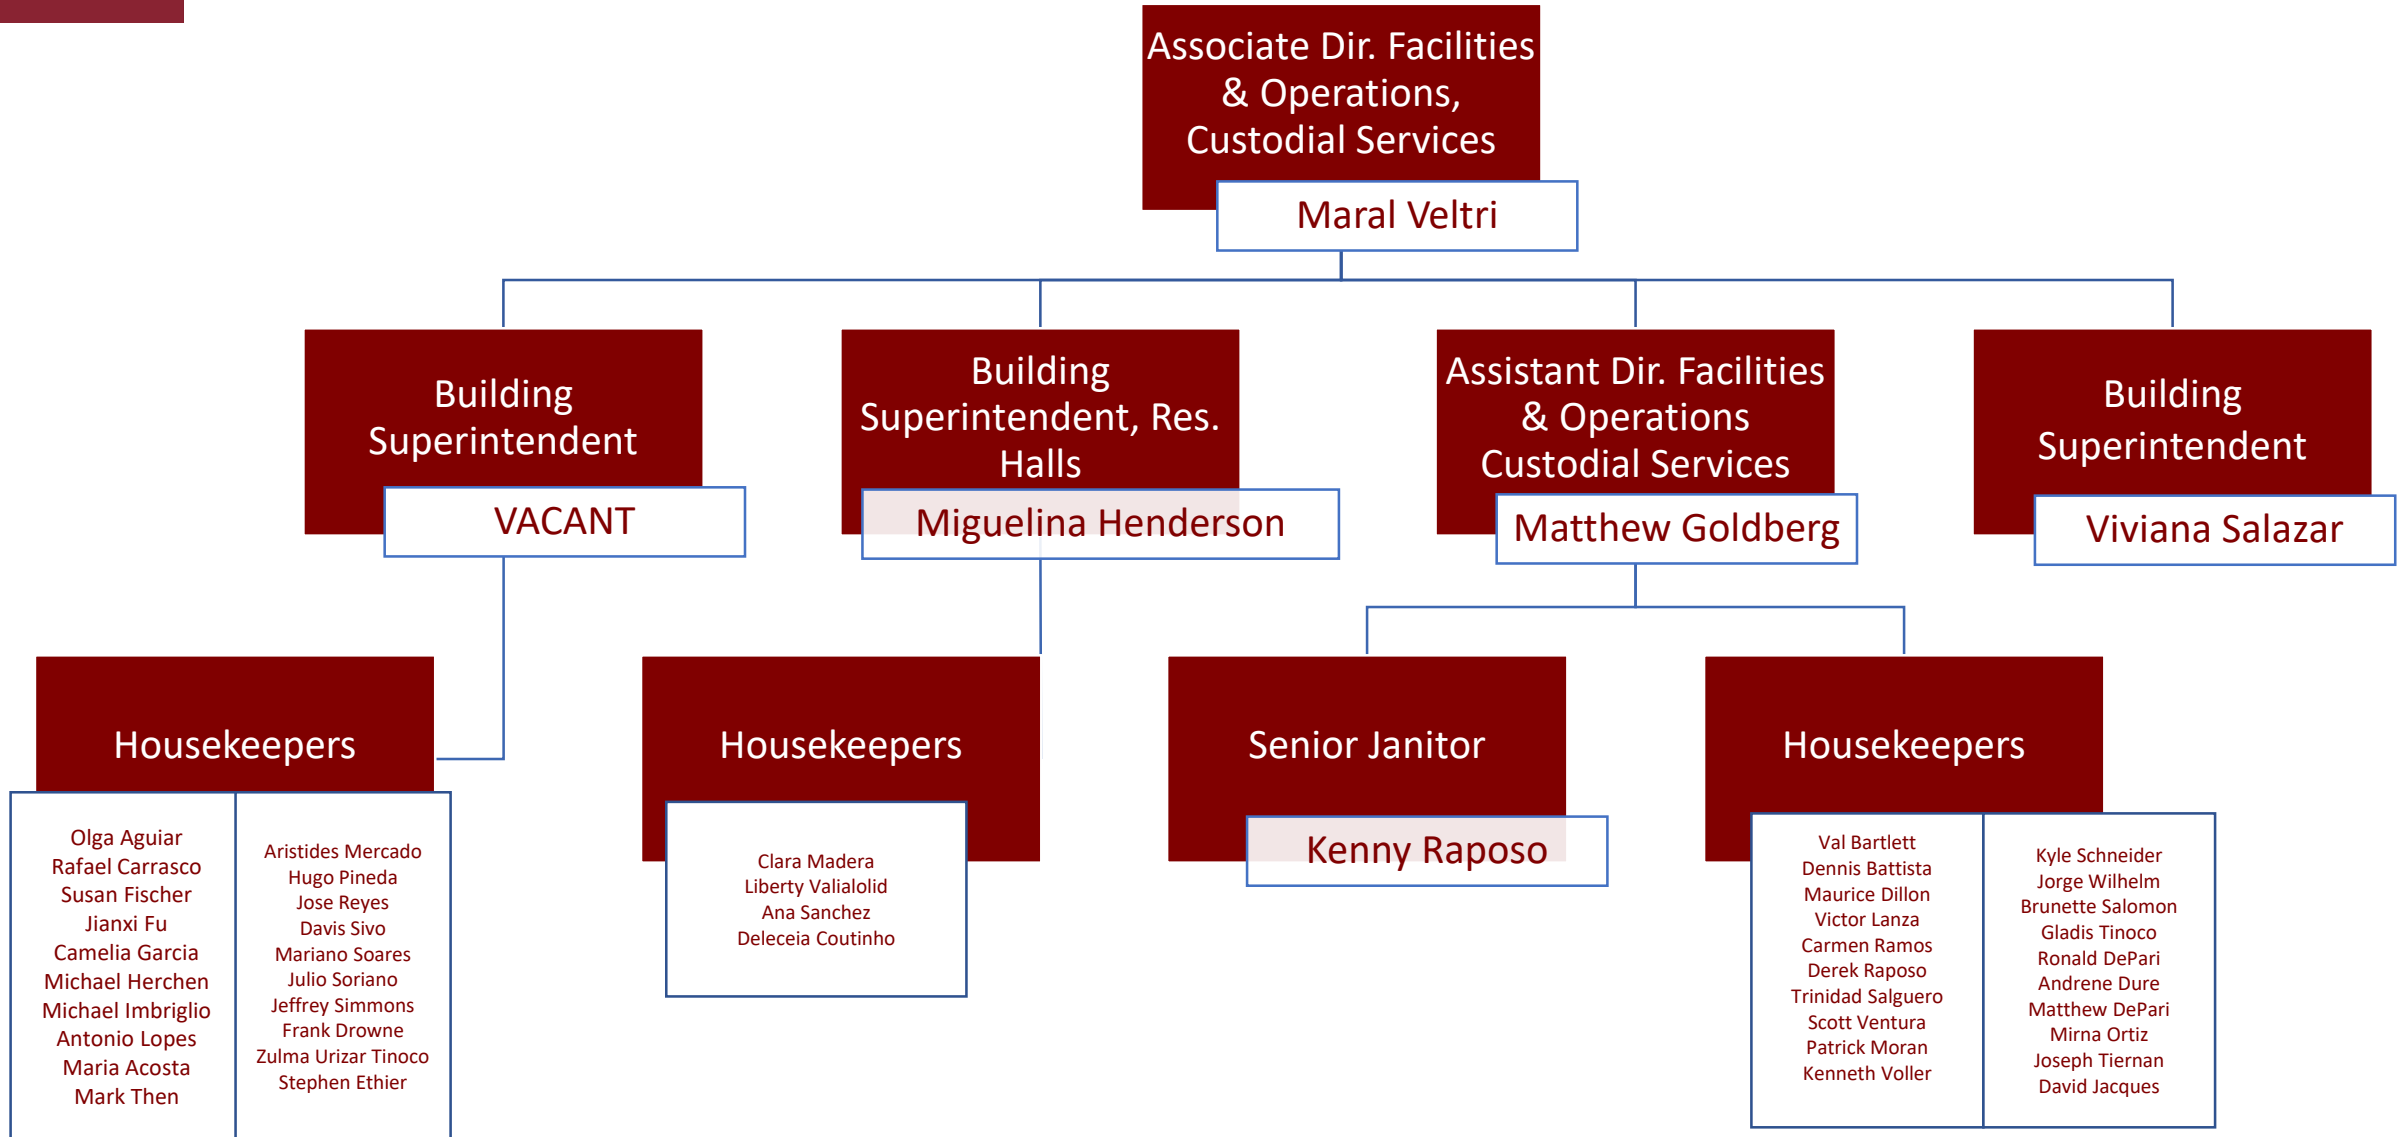 Associate Dir. Facilities
& Operations,
Custodial Services
Maral Veltri
Building
Superintendent
VACANT
Building
Superintendent, Res.
Halls
Miguelina Henderson
Assistant Dir. Facilities
& Operations
Custodial Services
Matthew Goldberg
Building
Superintendent
Viviana Salazar
Housekeepers
Olga Aguiar
Rafael Carrasco
Susan Fischer
Jianxi Fu
Camelia Garcia
Michael Herchen
Michael Imbriglio
Antonio Lopes
Maria Acosta
Mark Then
Aristides Mercado
Hugo Pineda
Jose Reyes
Davis Sivo
Mariano Soares
Julio Soriano
Jeffrey Simmons
Frank Drowne
Zulma Urizar Tinoco
Stephen Ethier
Housekeepers
Clara Madera
Liberty Valialolid
Ana Sanchez
Deleceia Coutinho
Senior Janitor
Kenny Raposo
Housekeepers
Val Bartlett
Dennis Battista
Maurice Dillon
Victor Lanza
Carmen Ramos
Derek Raposo
Trinidad Salguero
Scott Ventura
Patrick Moran
Kenneth Voller
Kyle Schneider
Jorge Wilhelm
Brunette Salomon
Gladis Tinoco
Ronald DePari
Andrene Dure
Matthew DePari
Mirna Ortiz
Joseph Tiernan
David Jacques